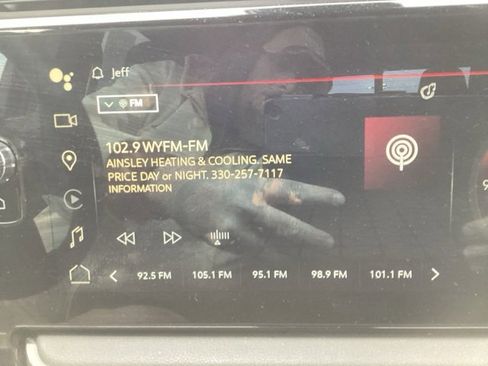 Jeff
FM
102.9 WYFM-FM
AINSLEY HEATING & COOLING. SAME
PRICE DAY or NIGHT. 330-257-7117
INFORMATION
92.5 FM 105.1 FM 95.1 FM 98.9 FM 101.1 FM